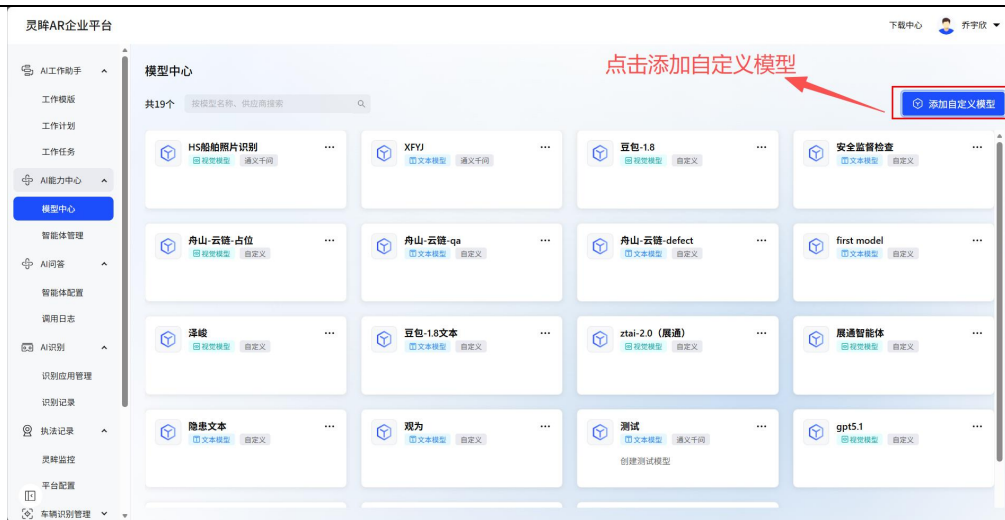 灵眸AR企业平台
下载中心
乔宇欣
AI工作助手
工作模版
工作计划
工作任务
AI能力中心
模型中心
智能体管理
AI问答
智能体配置
调用日志
AI识别
识别应用管理
识别记录
执法记录
灵眸监控
平台配置
车辆识别管理
模型中心
点击添加自定义模型
共19个 按模型名称、供应商搜索
添加自定义模型
HS船舶照片识别
视觉模型 通义千问
XFYJ
文本模型 通义千问
豆包-1.8
视觉模型 自定义
安全监督检查
文本模型 自定义
舟山-云链-占位
视觉模型 自定义
舟山-云链-qa
文本模型 自定义
舟山-云链-defect
文本模型 自定义
first model
文本模型 自定义
泽峻
视觉模型 自定义
豆包-1.8文本
文本模型 自定义
ztai-2.0（展通）
视觉模型 自定义
展通智能体
视觉模型 自定义
隐患文本
文本模型 自定义
观为
文本模型 自定义
测试
文本模型 通义千问
创建测试模型
gpt5.1
视觉模型 自定义